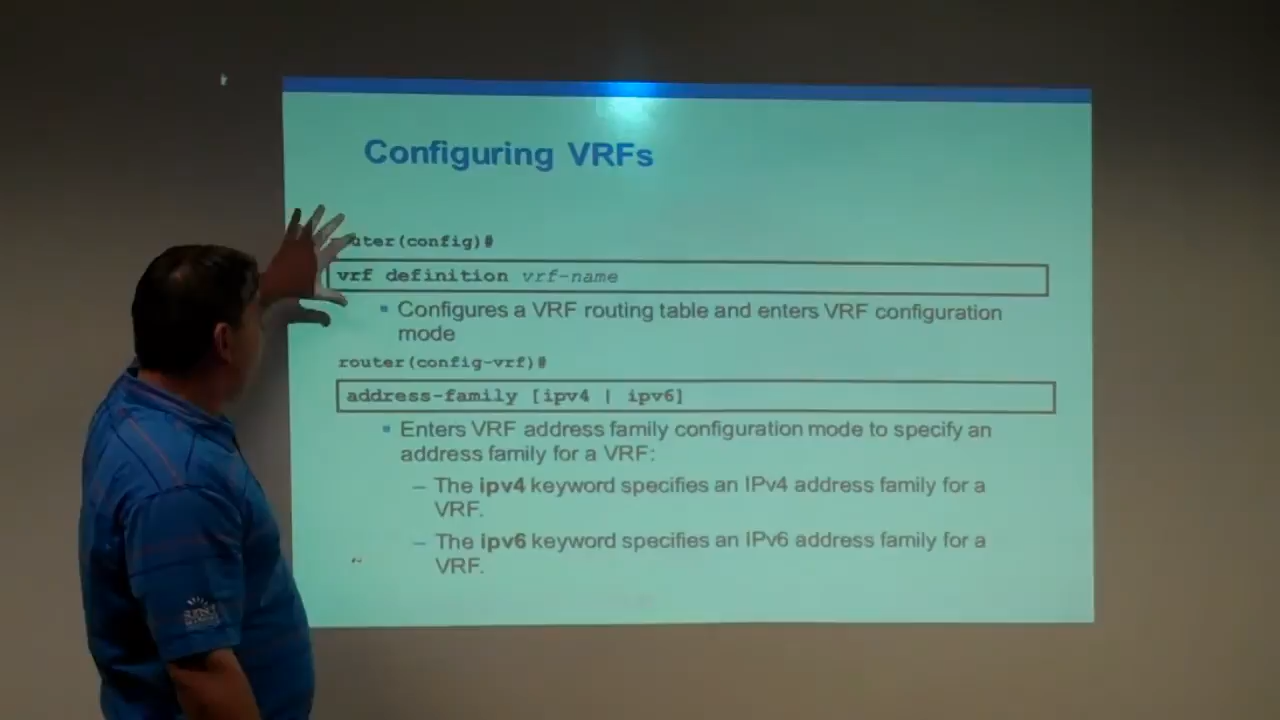 Configuring VRFs
router(config)#
vrf definition vrf-name
▪ Configures a VRF routing table and enters VRF configuration
mode
router(config-vrf)#
address-family [ipv4 | ipv6]
▪ Enters VRF address family configuration mode to specify an
address family for a VRF:
– The ipv4 keyword specifies an IPv4 address family for a
VRF.
– The ipv6 keyword specifies an IPv6 address family for a
VRF.